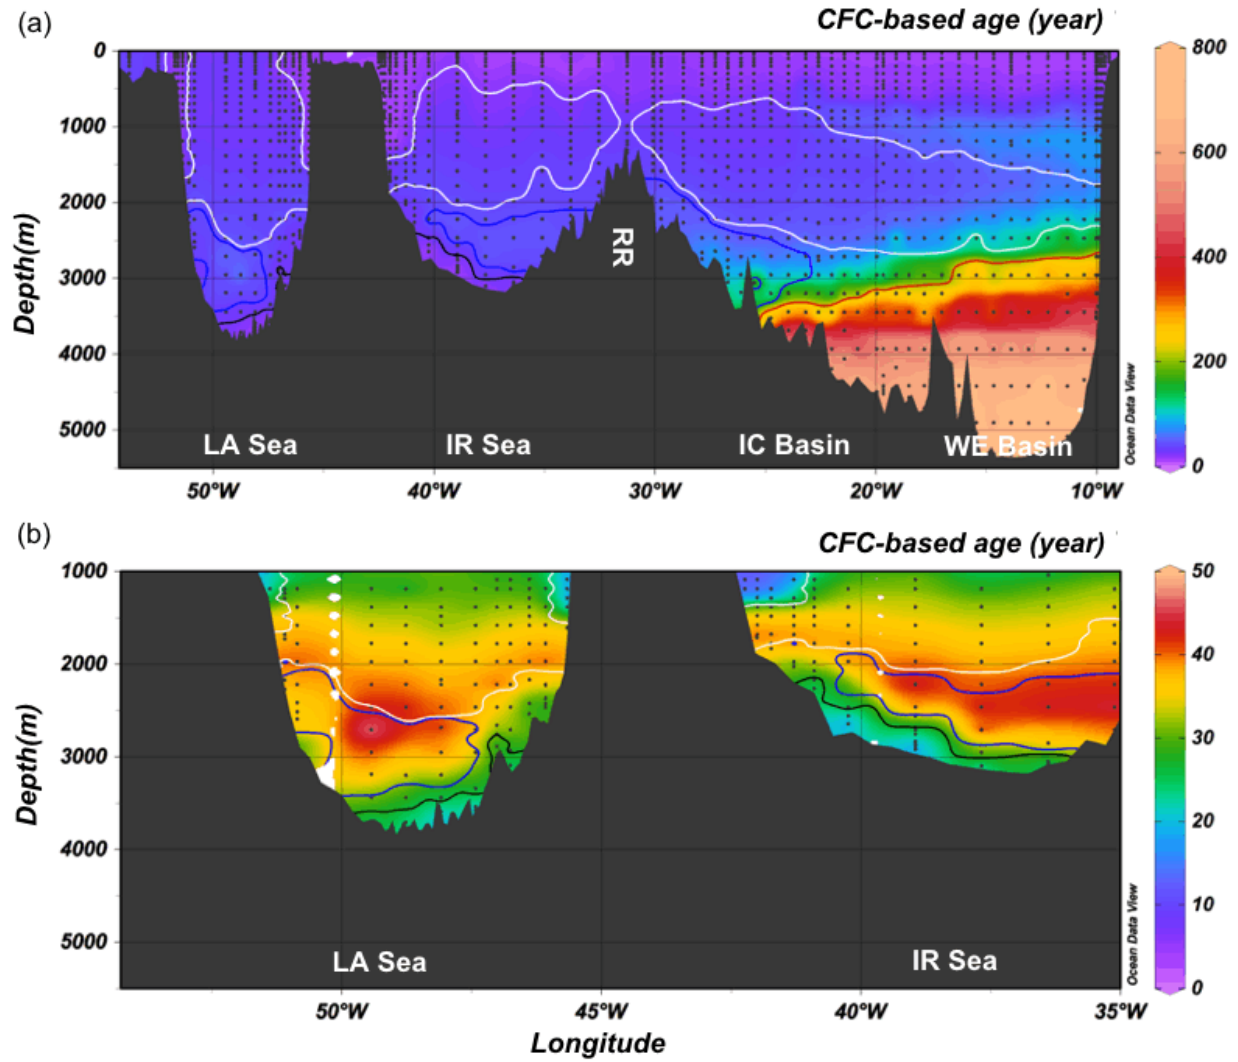 (a)
CFC-based age (year)
0
1000
2000
3000
4000
5000
Depth(m)
RR
LA Sea
IR Sea
IC Basin
WE Basin
50°W
40°W
30°W
20°W
10°W
Ocean Data View
800
600
400
200
0
(b)
CFC-based age (year)
1000
2000
3000
4000
5000
Depth(m)
LA Sea
IR Sea
50°W
45°W
40°W
35°W
Longitude
Ocean Data View
50
40
30
20
10
0